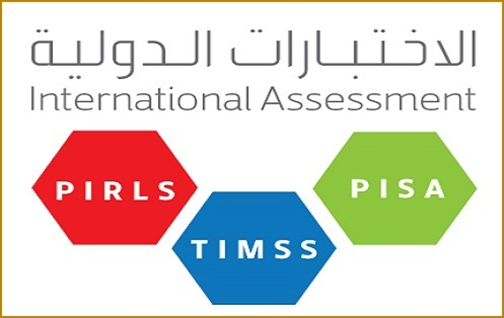 الاختبارات الدولية
International Assessment
PIRLS
TIMSS
PISA